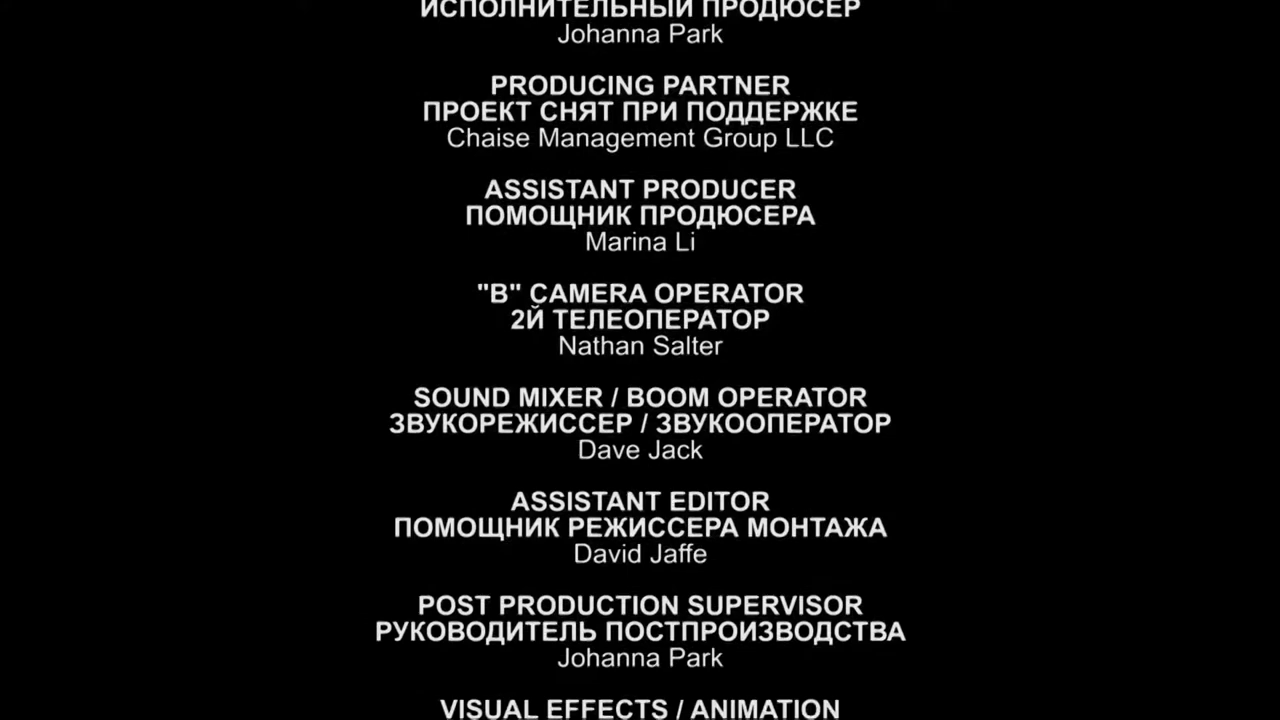 ИСПОЛНИТЕЛЬНЫЙ ПРОДЮСЕР
Johanna Park
PRODUCING PARTNER
ПРОЕКТ СНЯТ ПРИ ПОДДЕРЖКЕ
Chaise Management Group LLC
ASSISTANT PRODUCER
ПОМОЩНИК ПРОДЮСЕРА
Marina Li
"B" CAMERA OPERATOR
2Й ТЕЛЕОПЕРАТОР
Nathan Salter
SOUND MIXER / BOOM OPERATOR
ЗВУКОРЕЖИССЕР / ЗВУКООПЕРАТОР
Dave Jack
ASSISTANT EDITOR
ПОМОЩНИК РЕЖИССЕРА МОНТАЖА
David Jaffe
POST PRODUCTION SUPERVISOR
РУКОВОДИТЕЛЬ ПОСТПРОИЗВОДСТВА
Johanna Park
VISUAL EFFECTS / ANIMATION